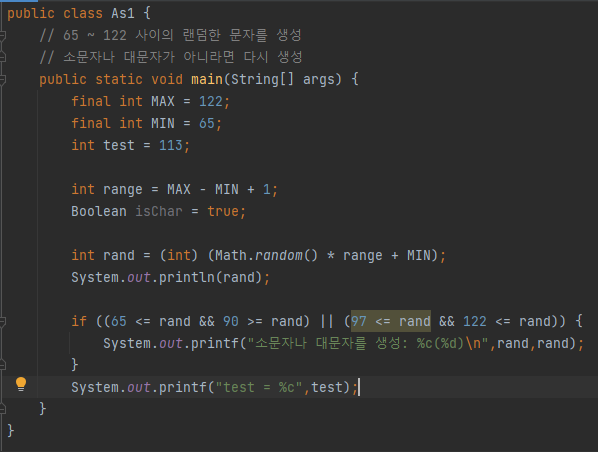 public class As1 {
// 65 ~ 122 사이의 랜덤한 문자를 생성
// 소문자나 대문자가 아니라면 다시 생성
public static void main(String[] args) {
final int MAX = 122;
final int MIN = 65;
int test = 113;
int range = MAX - MIN + 1;
Boolean isChar = true;
int rand = (int) (Math.random() * range + MIN);
System.out.println(rand);
if ((65 <= rand && 90 >= rand) || (97 <= rand && 122 <= rand)) {
System.out.printf("소문자나 대문자를 생성: %c(%d)\n",rand,rand);
}
System.out.printf("test = %c",test);
}
}